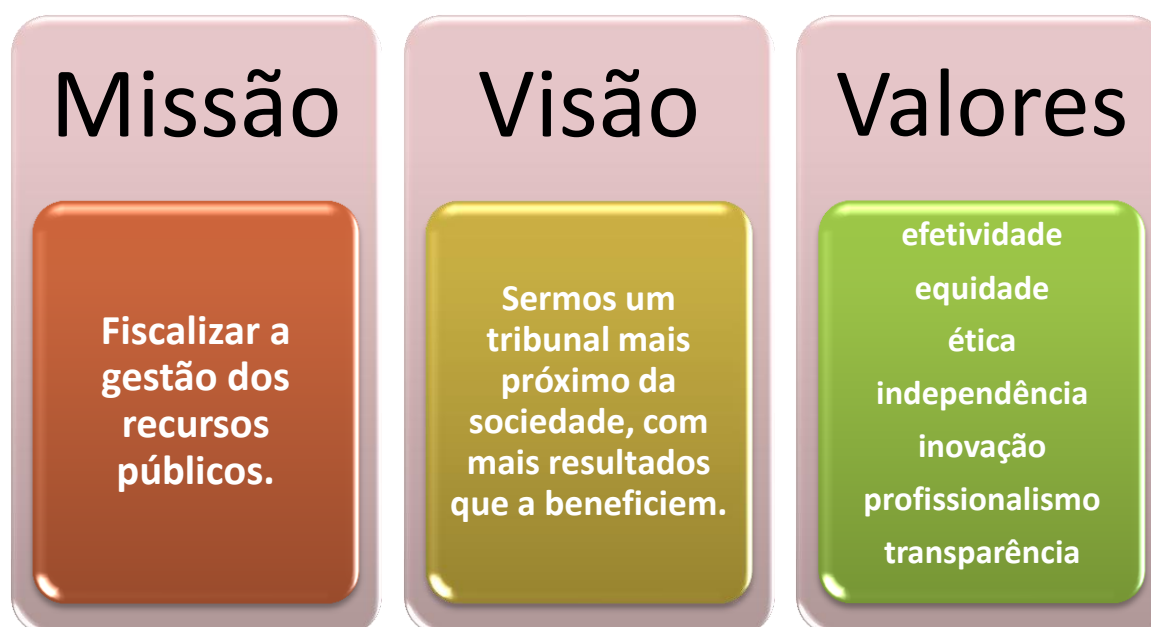 Missão
Fiscalizar a
gestão dos
recursos
públicos.
Visão
Sermos um
tribunal mais
próximo da
sociedade, com
mais resultados
que a beneficiem.
Valores
efetividade
equidade
ética
independência
inovação
profissionalismo
transparência